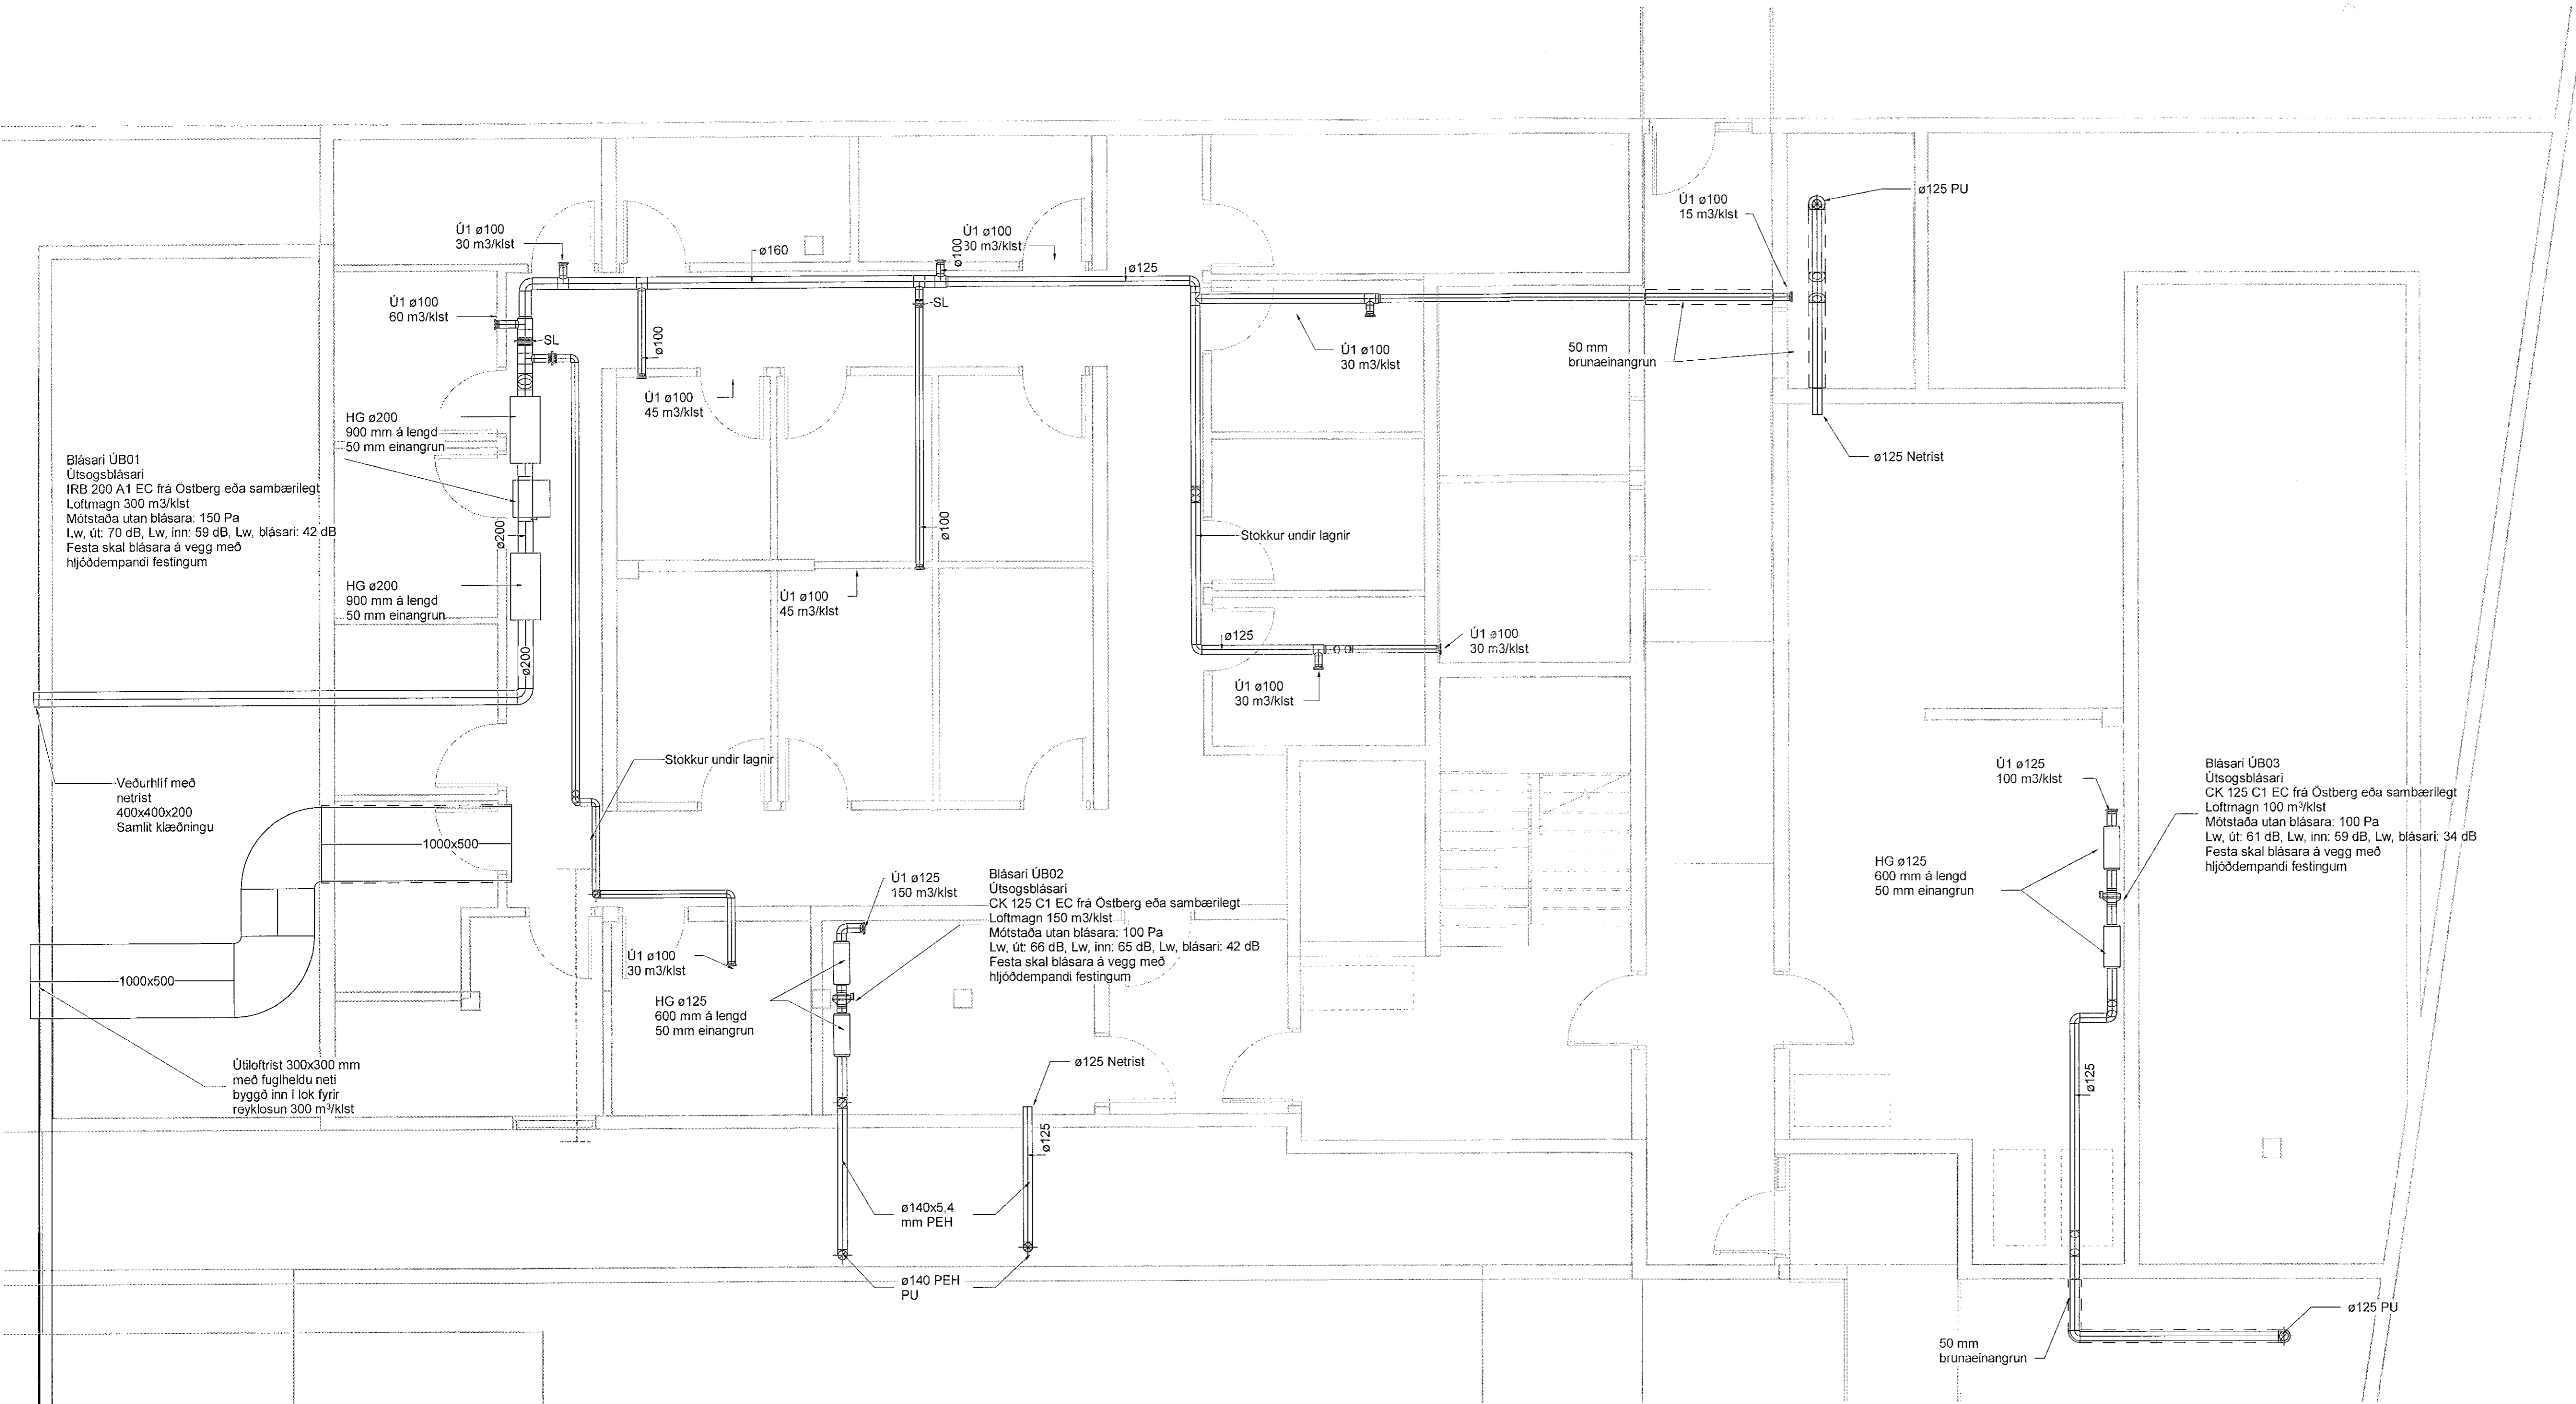 ø125 PU
Ú1 ø100
15 m3/klst
Ú1 ø100
30 m3/klst
ø160
Ú1 ø100
30 m3/klst
ø100
ø125
Ú1 ø100
60 m3/klst
SL
SL
ø100
Ú1 ø100
30 m3/klst
50 mm
brunaeinangrun
Ú1 ø100
45 m3/klst
HG ø200
900 mm á lengd
50 mm einangrun
ø125 Netrist
Blásari ÚB01
Útsogsblásari
IRB 200 A1 EC frá Östberg eða sambærilegt
Loftmagn 300 m3/klst
Mótstaða utan blásara: 150 Pa
Lw, út: 70 dB, Lw, inn: 59 dB, Lw, blásari: 42 dB
Festa skal blásara á vegg með
hljóðdempandi festingum
ø200
ø100
Stokkur undir lagnir
HG ø200
900 mm á lengd
50 mm einangrun
Ú1 ø100
45 m3/klst
ø200
ø125
Ú1 ø100
30 m3/klst
Ú1 ø100
30 m3/klst
Stokkur undir lagnir
Veðurhlíf með
netrist
400x400x200
Samlit klæðningu
1000x500
Ú1 ø125
100 m3/klst
Blásari ÚB03
Útsogsblásari
CK 125 C1 EC frá Östberg eða sambærilegt
Loftmagn 100 m³/klst
Mótstaða utan blásara: 100 Pa
Lw, út: 61 dB, Lw, inn: 59 dB, Lw, blásari: 34 dB
Festa skal blásara á vegg með
hljóðdempandi festingum
HG ø125
600 mm á lengd
50 mm einangrun
Ú1 ø125
150 m3/klst
Blásari ÚB02
Útsogsblásari
CK 125 C1 EC frá Östberg eða sambærilegt
Loftmagn 150 m3/klst
Mótstaða utan blásara: 100 Pa
Lw, út: 66 dB, Lw, inn: 65 dB, Lw, blásari: 42 dB
Festa skal blásara á vegg með
hljóðdempandi festingum
Ú1 ø100
30 m3/klst
1000x500
HG ø125
600 mm á lengd
50 mm einangrun
Útiloftrist 300x300 mm
með fuglheldu neti
byggð inn í lok fyrir
reyklosun 300 m³/klst
ø125 Netrist
ø125
ø125
ø140x5,4
mm PEH
ø140 PEH
PU
ø125 PU
50 mm
brunaeinangrun